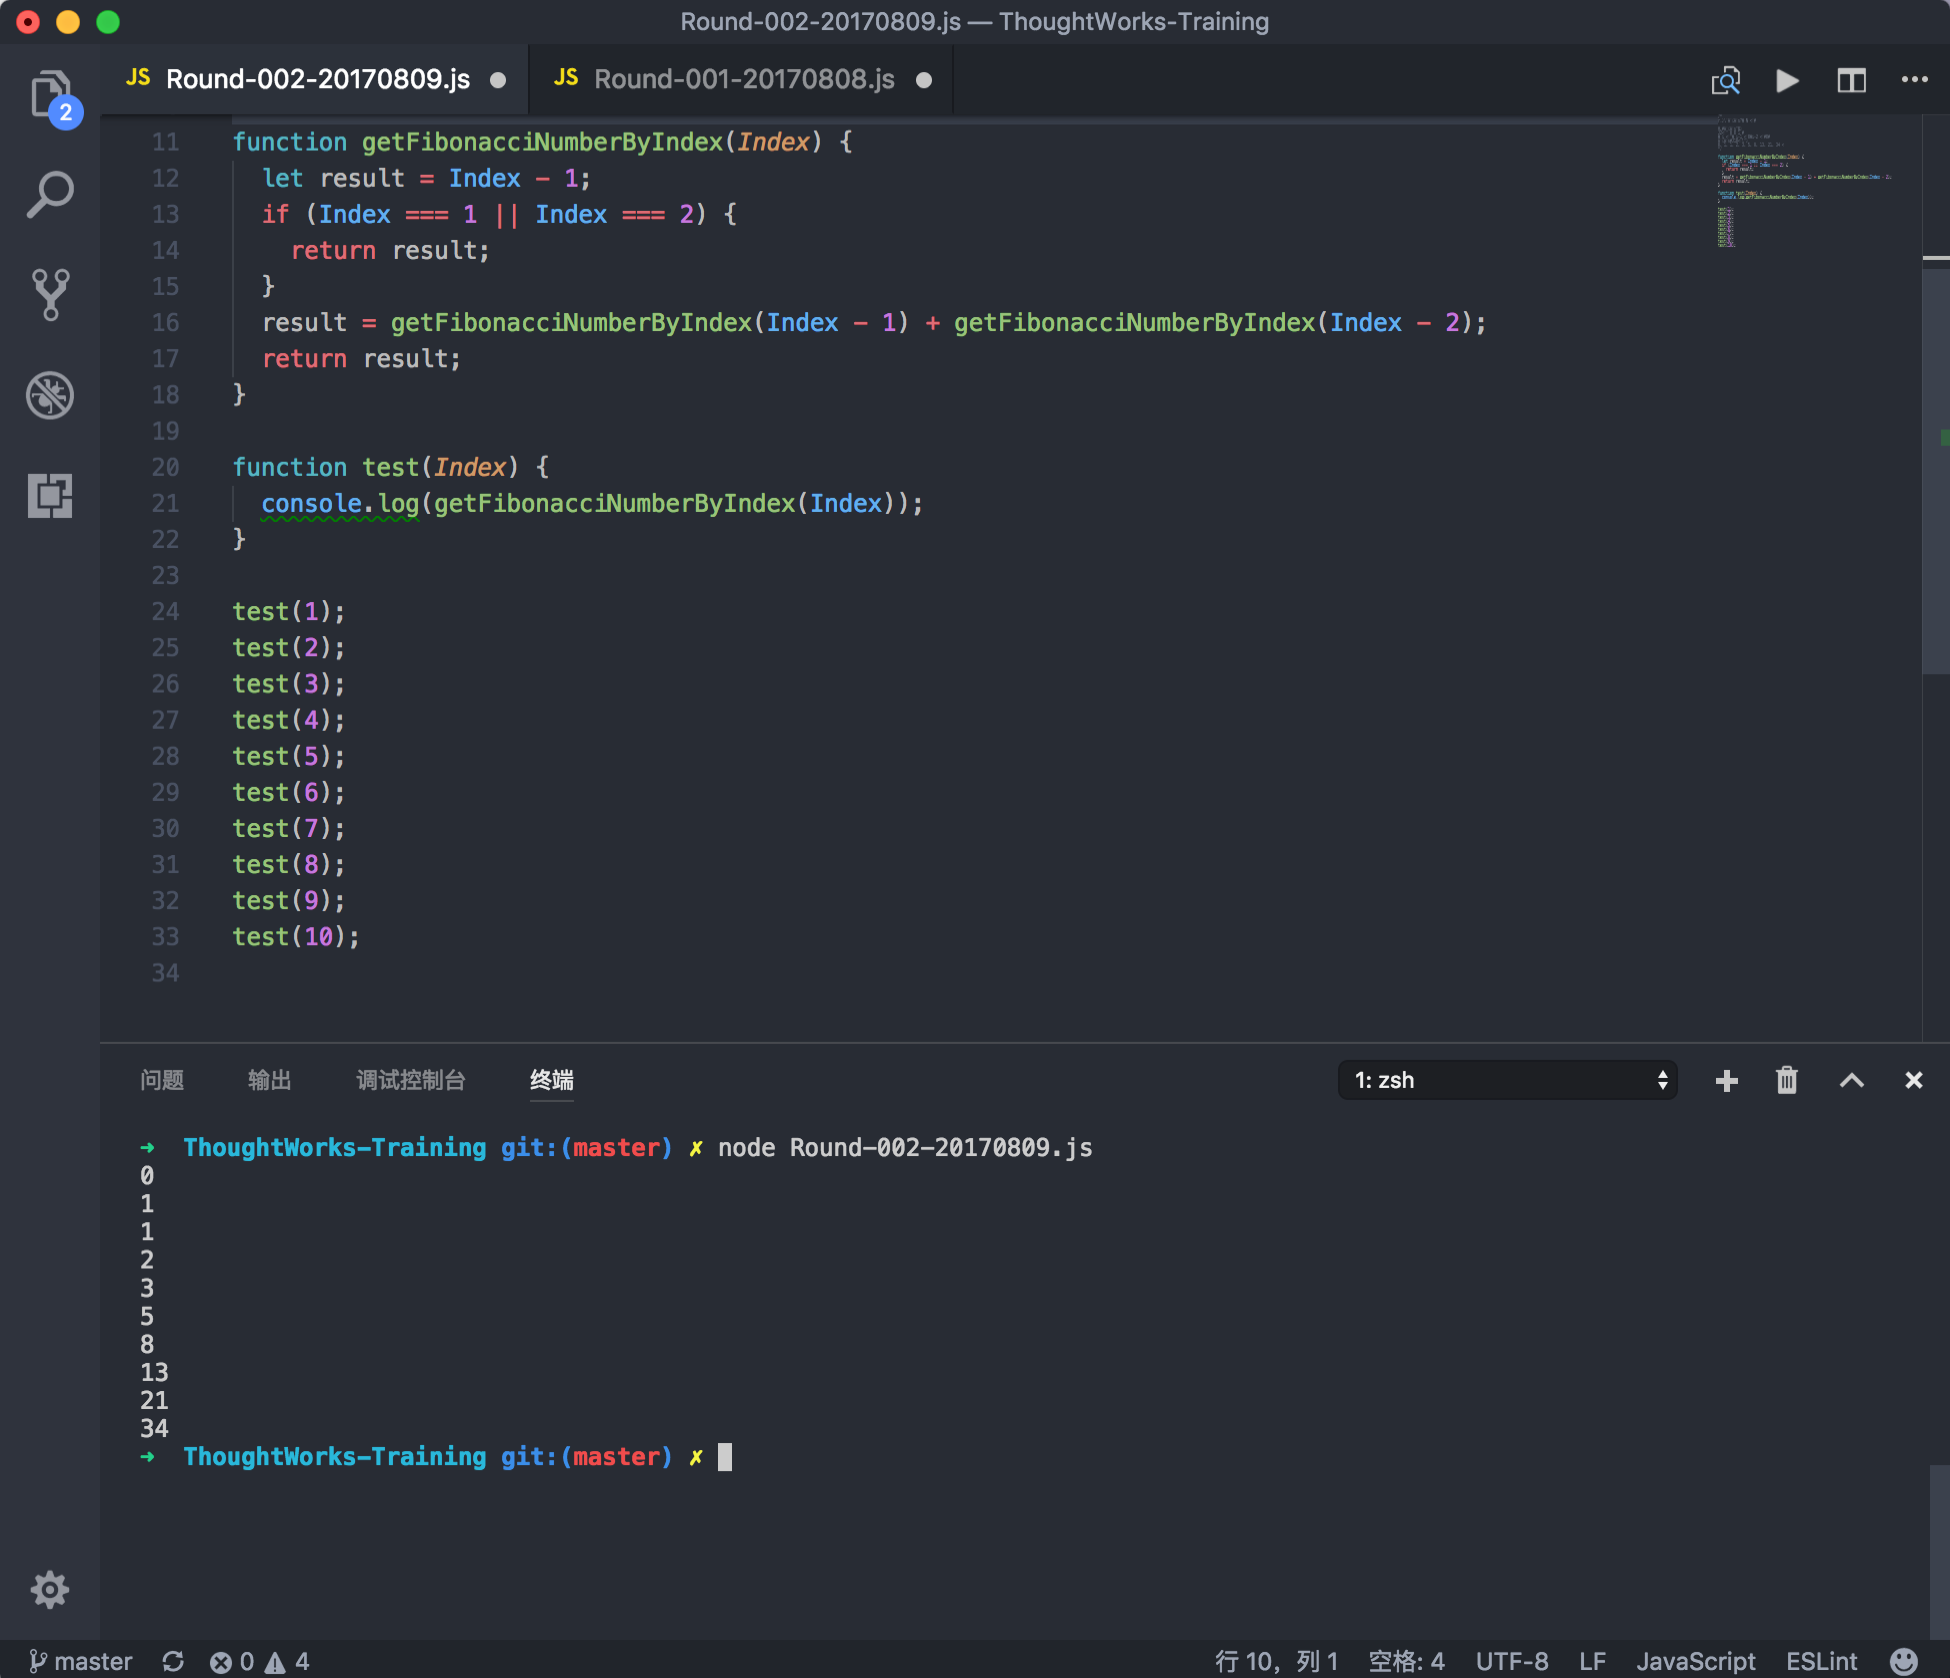 Round-002-20170809.js — ThoughtWorks-Training
JS Round-002-20170809.js
JS Round-001-20170808.js
2
11 function getFibonacciNumberByIndex(Index) {
12 let result = Index - 1;
13 if (Index === 1 || Index === 2) {
14 return result;
15 }
16 result = getFibonacciNumberByIndex(Index - 1) + getFibonacciNumberByIndex(Index - 2);
17 return result;
18 }
19
20 function test(Index) {
21 console.log(getFibonacciNumberByIndex(Index));
22 }
23
24 test(1);
25 test(2);
26 test(3);
27 test(4);
28 test(5);
29 test(6);
30 test(7);
31 test(8);
32 test(9);
33 test(10);
34
问题 输出 调试控制台 终端 1: zsh
➜ ThoughtWorks-Training git:(master) ✗ node Round-002-20170809.js
0
1
1
2
3
5
8
13
21
34
➜ ThoughtWorks-Training git:(master) ✗
master 0 4 行 10，列 1 空格: 4 UTF-8 LF JavaScript ESLint